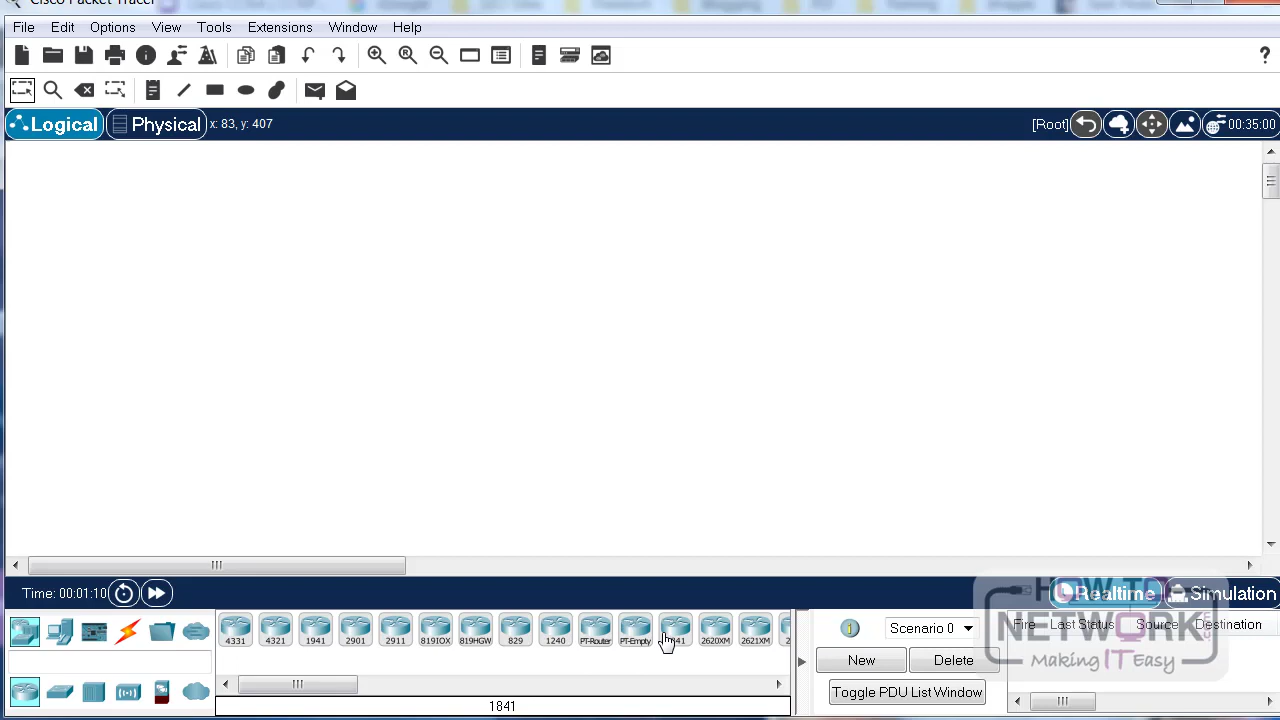 Cisco Packet Tracer
File Edit Options View Tools Extensions Window Help
?
Logical Physical x: 83, y: 407 [Root] 00:35:00
Time: 00:01:10 Realtime Simulation
4331 4321 1941 2901 2911 819IOX 819HGW 829 1240 PT-Router PT-Empty 2620XM 2621XM
Scenario 0 Fire Last Status Source Destination
New Delete
Toggle PDU List Window
1841
HOW TO
NETWORK
.com
Making IT Easy